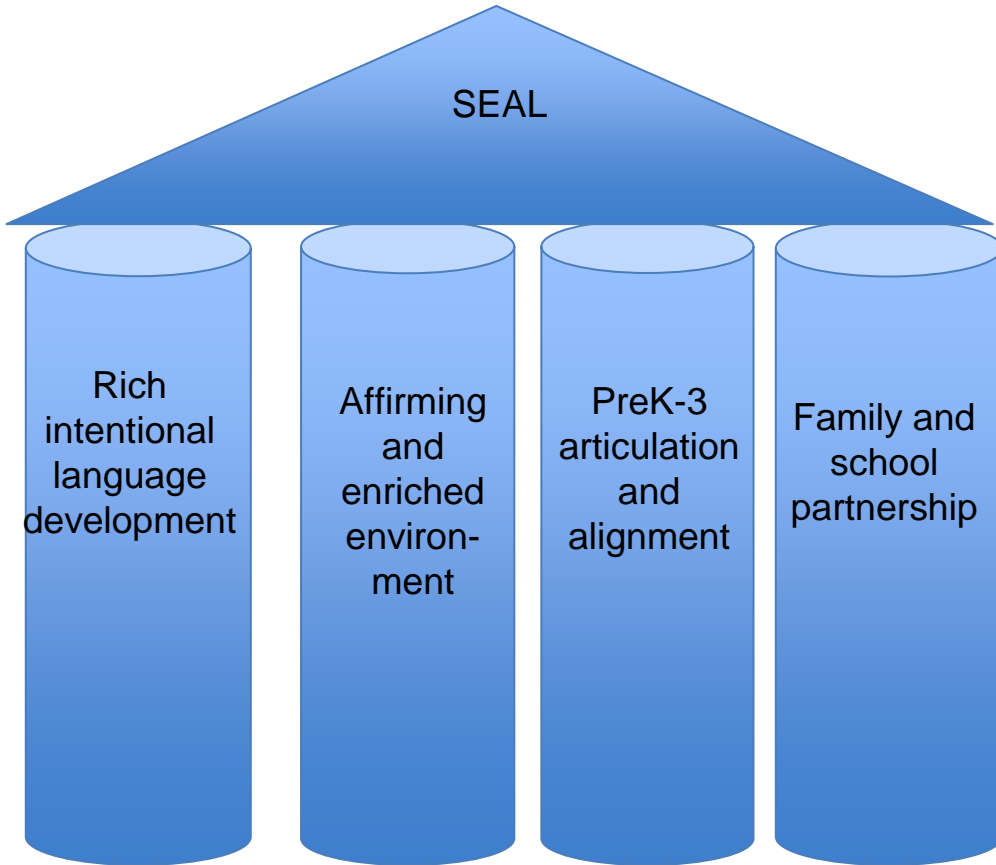 SEAL
Rich
intentional
language
development
Affirming
and
enriched
environ-
ment
PreK-3
articulation
and
alignment
Family and
school
partnership